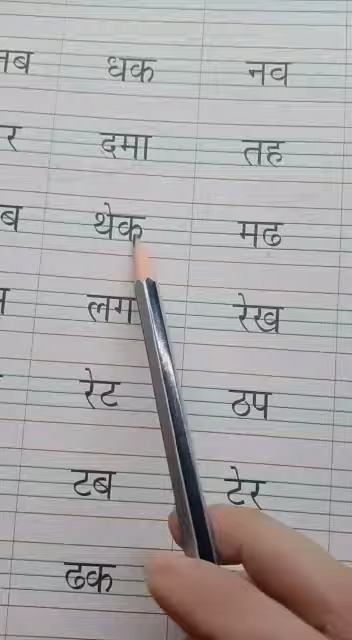 धक नव
दमा तह
थेक मढ
लग रेख
रेट ठप
टब टेर
ढक